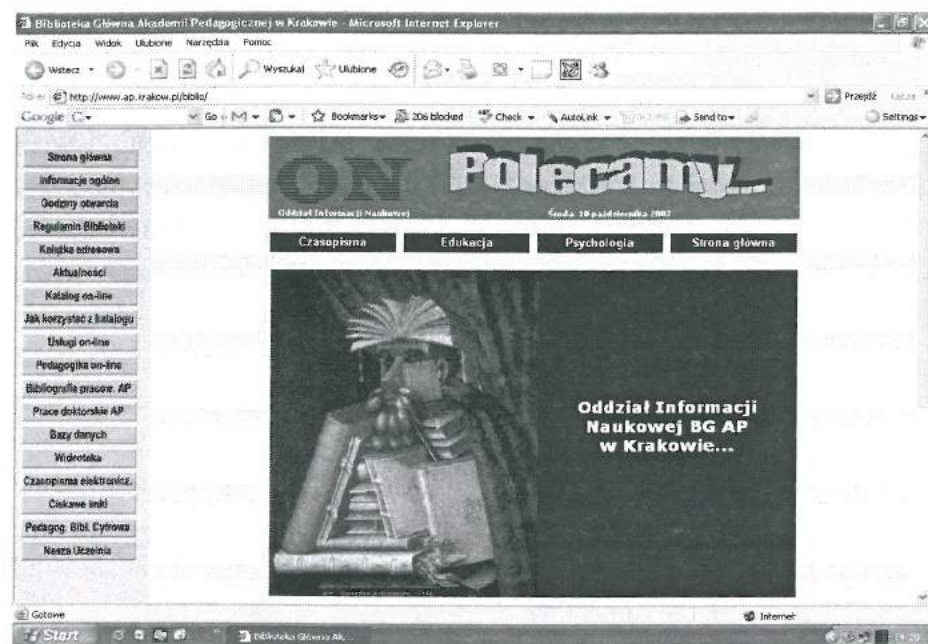 Biblioteka Główna Akademii Pedagogicznej w Krakowie - Microsoft Internet Explorer
Plik Edycja Widok Ulubione Narzędzia Pomoc
Wstecz Wyszukaj Ulubione
http://www.ap.krakow.pl/biblio/ Przejdź
Google Go Bookmarks 206 blocked Check AutoLink Send to Settings
Strona główna
Informacje ogólne
Godziny otwarcia
Regulamin Biblioteki
Książka adresowa
Aktualności
Katalog on-line
Jak korzystać z katalogu
Usługi on-line
Pedagogika on-line
Bibliografia pracow. AP
Prace doktorskie AP
Bazy danych
Wideoteka
Czasopisma elektronicz.
Ciekawe linki
Pedagog. Bibl. Cyfrowa
Nasza Uczelnia
ON Polecamy...
Oddział Informacji Naukowej Środa, 10 października 2007
Czasopisma Edukacja Psychologia Strona główna
Oddział Informacji
Naukowej BG AP
w Krakowie...
Gotowe Internet
Start Biblioteka Główna Ak...